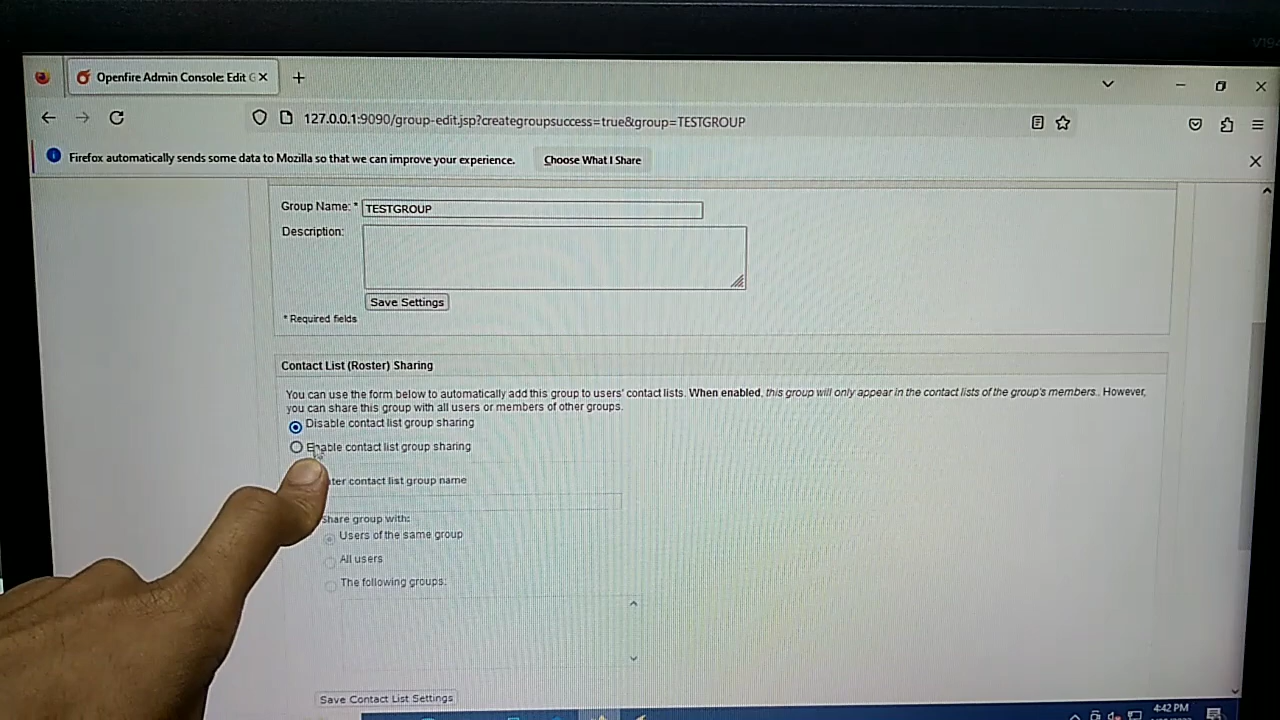 Openfire Admin Console: Edit G
127.0.0.1:9090/group-edit.jsp?creategroupsuccess=true&group=TESTGROUP
Firefox automatically sends some data to Mozilla so that we can improve your experience. Choose What I Share
Group Name: * TESTGROUP
Description:
Save Settings
* Required fields
Contact List (Roster) Sharing
You can use the form below to automatically add this group to users' contact lists. When enabled, this group will only appear in the contact lists of the group's members.. However,
you can share this group with all users or members of other groups.
Disable contact list group sharing
Enable contact list group sharing
contact list group name
Share group with:
Users of the same group
All users
The following groups:
Save Contact List Settings
4:42 PM